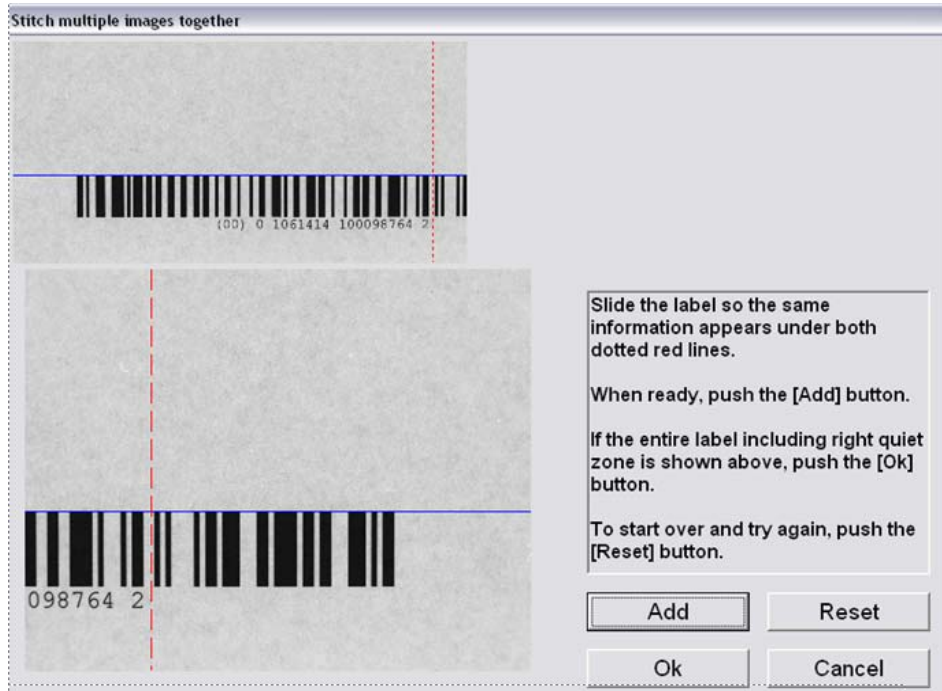 Stitch multiple images together
(00) 0 1061414 100098764 2
098764 2
Slide the label so the same
information appears under both
dotted red lines.
When ready, push the [Add] button.
If the entire label including right quiet
zone is shown above, push the [Ok]
button.
To start over and try again, push the
[Reset] button.
Add
Reset
Ok
Cancel